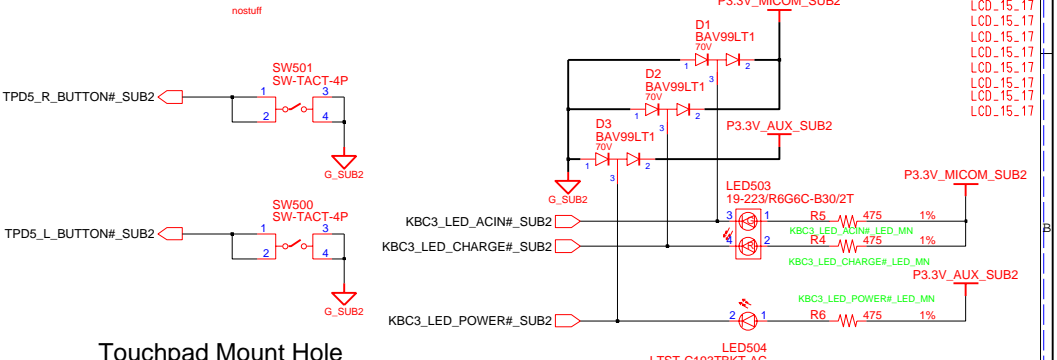 nostuff
P3.3V_MICOM_SUB2
LCD_15_17
LCD_15_17
LCD_15_17
LCD_15_17
LCD_15_17
LCD_15_17
LCD_15_17
LCD_15_17
D1
BAV99LT1
70V
1
2
3
SW501
SW-TACT-4P
TPD5_R_BUTTON#_SUB2
1
3
2
4
G_SUB2
D2
BAV99LT1
70V
1
2
3
D3
BAV99LT1
70V
1
2
3
P3.3V_AUX_SUB2
G_SUB2
LED503
19-223/R6G6C-B30/2T
P3.3V_MICOM_SUB2
SW500
SW-TACT-4P
TPD5_L_BUTTON#_SUB2
1
3
2
4
G_SUB2
KBC3_LED_ACIN#_SUB2
3
1
R5
475
1%
KBC3_LED_ACIN#_LED_MN
B
KBC3_LED_CHARGE#_SUB2
4
2
R4
475
1%
KBC3_LED_CHARGE#_LED_MN
P3.3V_AUX_SUB2
KBC3_LED_POWER#_LED_MN
KBC3_LED_POWER#_SUB2
2
1
R6
475
1%
LED504
LTST-C193TBKT-AC
Touchpad Mount Hole